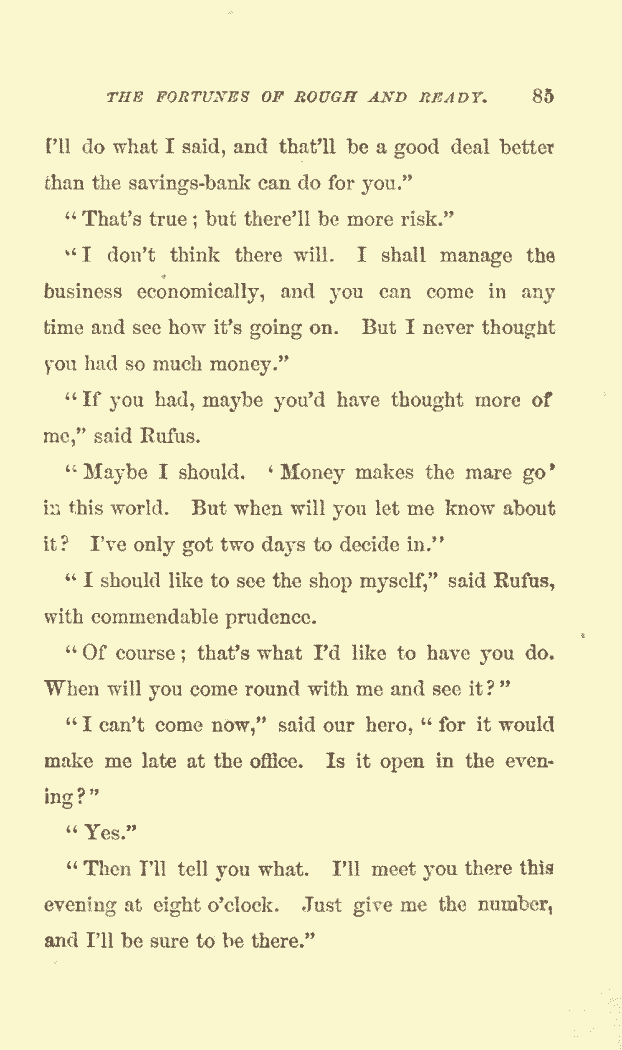 THE FORTUNES OF ROUGH AND READY. 85
I'll do what I said, and that'll be a good deal better
than the savings-bank can do for you."
"That's true; but there'll be more risk."
"I don't think there will. I shall manage the
business economically, and you can come in any
time and see how it's going on. But I never thought
you had so much money."
"If you had, maybe you'd have thought more of
me," said Rufus.
"Maybe I should. 'Money makes the mare go'
in this world. But when will you let me know about
it? I've only got two days to decide in."
"I should like to see the shop myself," said Rufus,
with commendable prudence.
"Of course; that's what I'd like to have you do.
When will you come round with me and see it?"
"I can't come now," said our hero, "for it would
make me late at the office. Is it open in the even-
ing?"
"Yes."
"Then I'll tell you what. I'll meet you there this
evening at eight o'clock. Just give me the number,
and I'll be sure to be there."